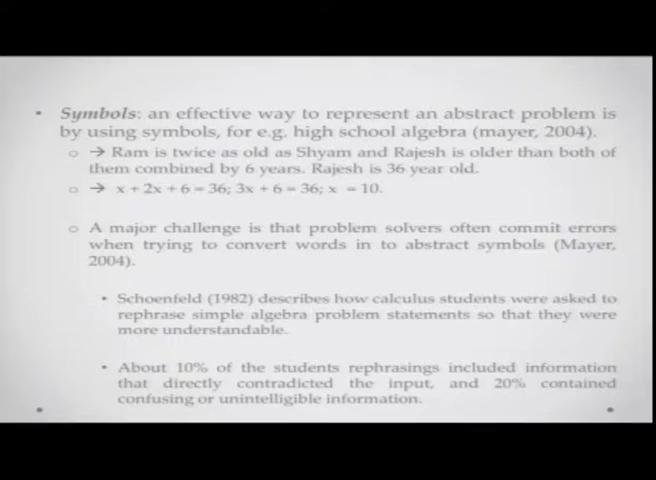 • Symbols: an effective way to represent an abstract problem is
by using symbols, for e.g. high school algebra (mayer, 2004).
○ → Ram is twice as old as Shyam and Rajesh is older than both of
them combined by 6 years. Rajesh is 36 year old.
○ → x + 2x + 6 = 36; 3x + 6 = 36; x = 10.
○ A major challenge is that problem solvers often commit errors
when trying to convert words in to abstract symbols (Mayer,
2004).
• Schoenfeld (1982) describes how calculus students were asked to
rephrase simple algebra problem statements so that they were
more understandable.
• About 10% of the students rephrasings included information
that directly contradicted the input, and 20% contained
confusing or unintelligible information.